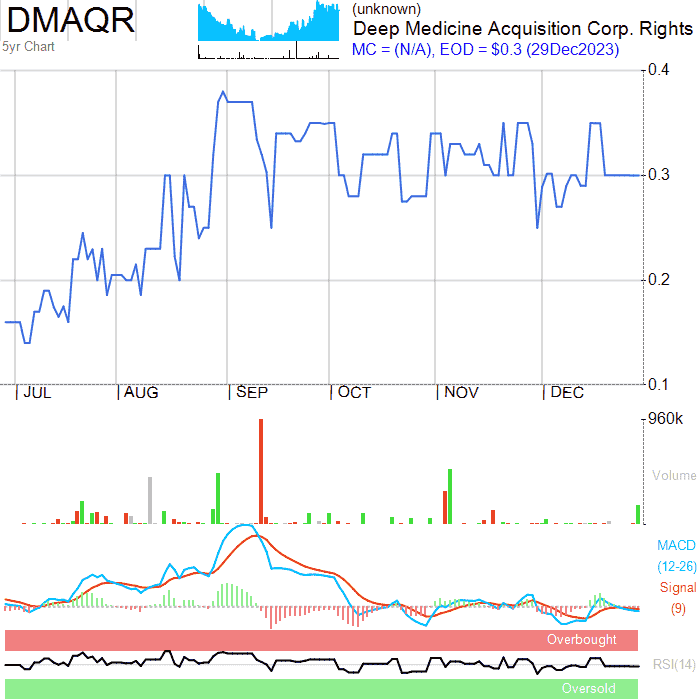 DMAQR
5yr Chart
(unknown)
Deep Medicine Acquisition Corp. Rights
MC = (N/A), EOD = $0.3 (29Dec2023)
0.4
0.3
0.2
0.1
JUL AUG SEP OCT NOV DEC
960k
Volume
MACD
(12-26)
Signal
(9)
Overbought
RSI(14)
Oversold